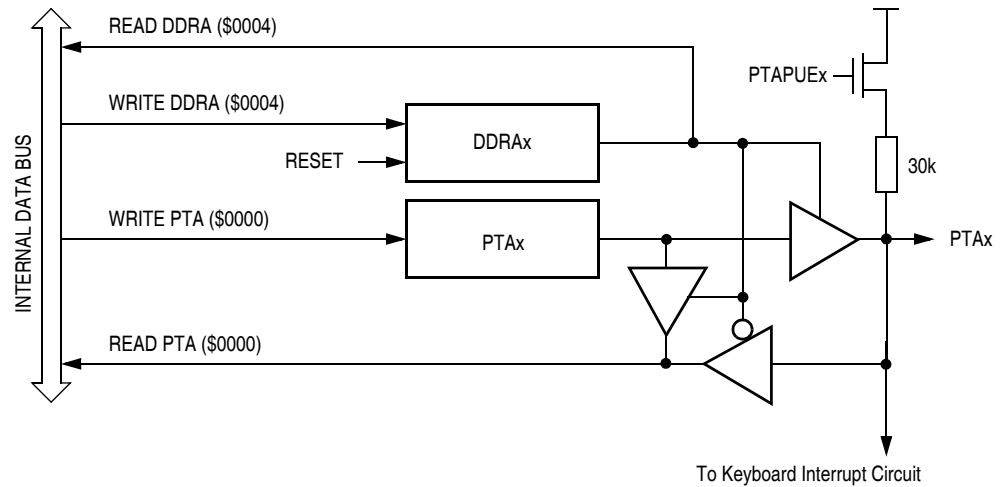 READ DDRA ($0004)
PTAPUEx
WRITE DDRA ($0004)
DDRAx
RESET
30k
INTERNAL DATA BUS
WRITE PTA ($0000)
PTAx
PTAx
READ PTA ($0000)
To Keyboard Interrupt Circuit